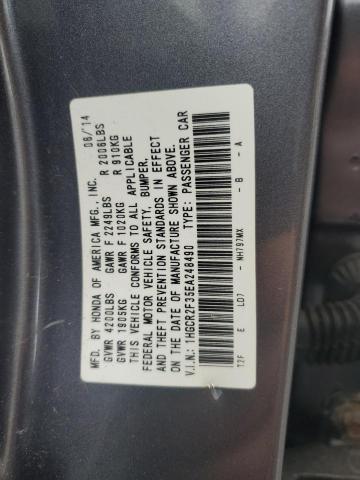 MFD. BY HONDA OF AMERICA MFG., INC. 06/14
GVWR 4200LBS GAWR F 2249LBS R 2006LBS
GVWR 1905KG GAWR F 1020KG R 910KG
THIS VEHICLE CONFORMS TO ALL APPLICABLE
FEDERAL MOTOR VEHICLE SAFETY, BUMPER,
AND THEFT PREVENTION STANDARDS IN EFFECT
ON THE DATE OF MANUFACTURE SHOWN ABOVE.
V.I.N.: 1HGCR2F35EA248490 TYPE: PASSENGER CAR
T2F E LD7 - NH797MX - B - A